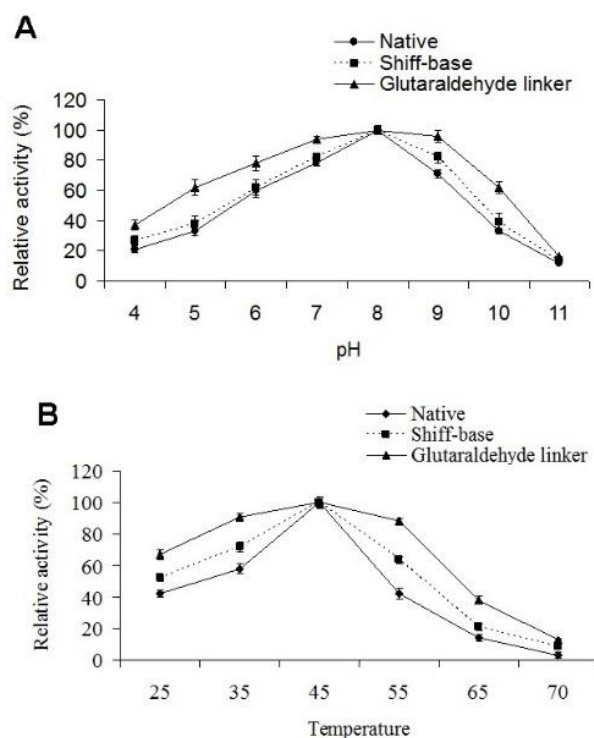 A
Native
Shiff-base
Glutaraldehyde linker
Relative activity (%)
120
100
80
60
40
20
0
4 5 6 7 8 9 10 11
pH
B
Native
Shiff-base
Glutaraldehyde linker
Relative activity (%)
120
100
80
60
40
20
0
25 35 45 55 65 70
Temperature